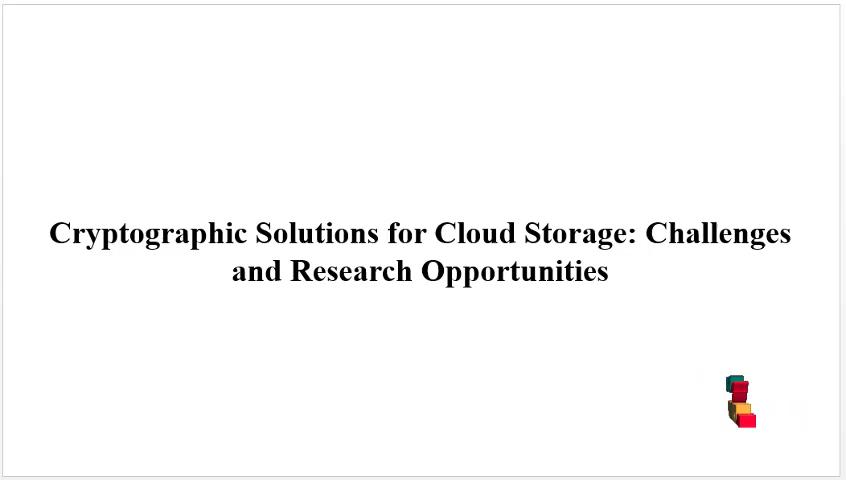 Cryptographic Solutions for Cloud Storage: Challenges
and Research Opportunities